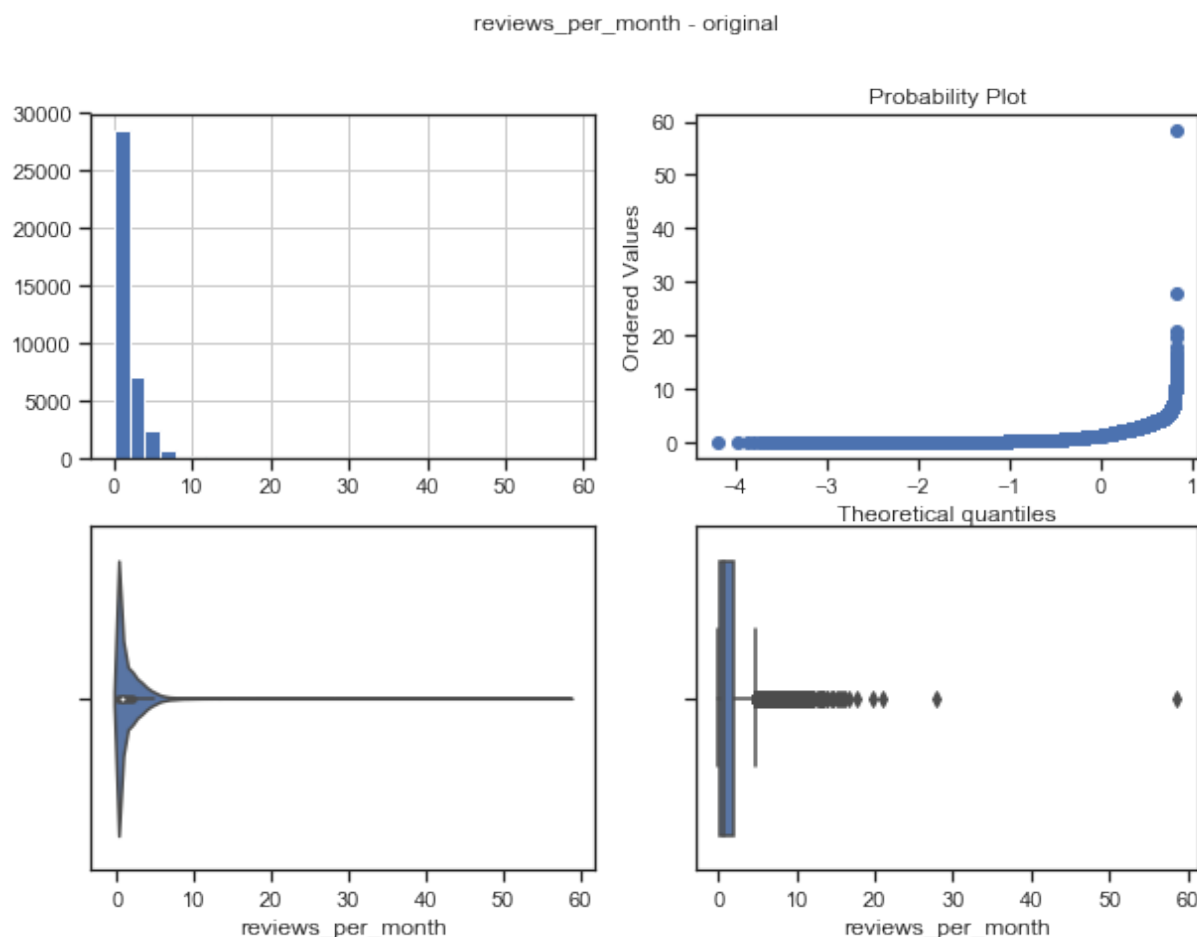 reviews_per_month - original
30000
25000
20000
15000
10000
5000
0
0 10 20 30 40 50 60
Probability Plot
Ordered Values
60
50
40
30
20
10
0
−4 −3 −2 −1 0 1
Theoretical quantiles
0 10 20 30 40 50 60
reviews_per_month
0 10 20 30 40 50 60
reviews_per_month